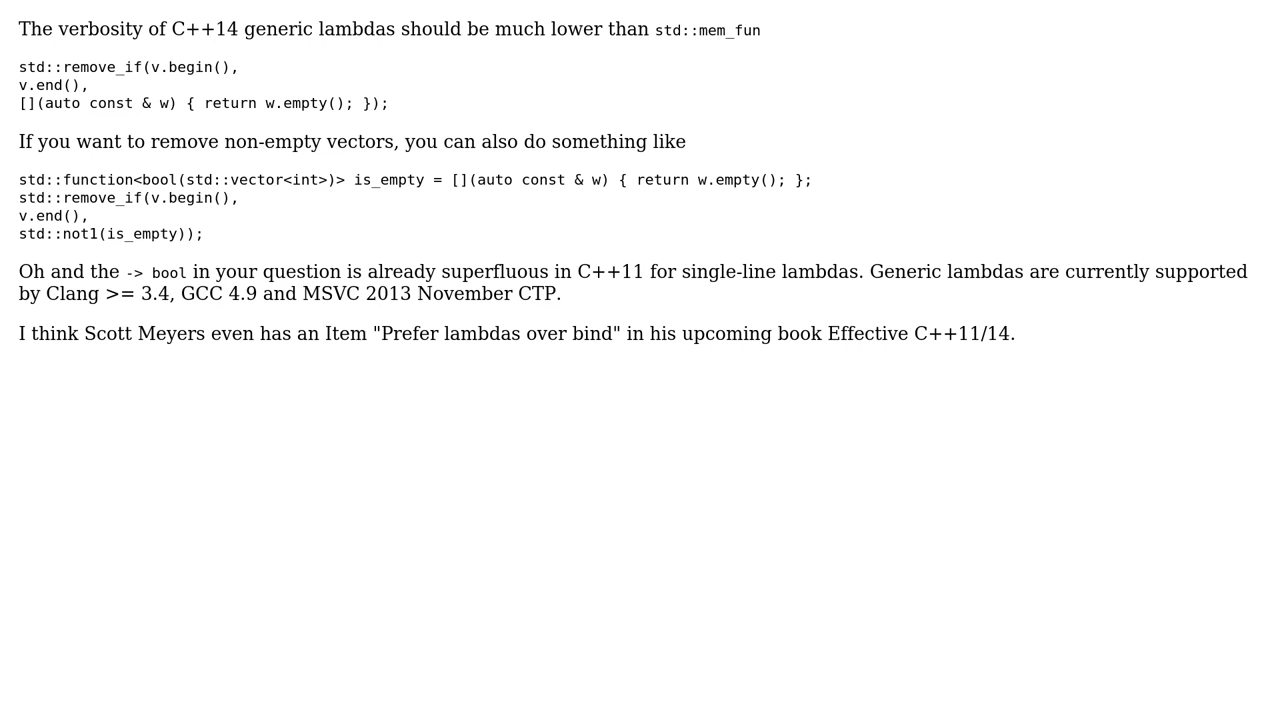 The verbosity of C++14 generic lambdas should be much lower than std::mem_fun
std::remove_if(v.begin(),
v.end(),
[](auto const & w) { return w.empty(); });
If you want to remove non-empty vectors, you can also do something like
std::function<bool(std::vector<int>)> is_empty = [](auto const & w) { return w.empty(); };
std::remove_if(v.begin(),
v.end(),
std::not1(is_empty));
Oh and the -> bool in your question is already superfluous in C++11 for single-line lambdas. Generic lambdas are currently supported
by Clang >= 3.4, GCC 4.9 and MSVC 2013 November CTP.
I think Scott Meyers even has an Item "Prefer lambdas over bind" in his upcoming book Effective C++11/14.